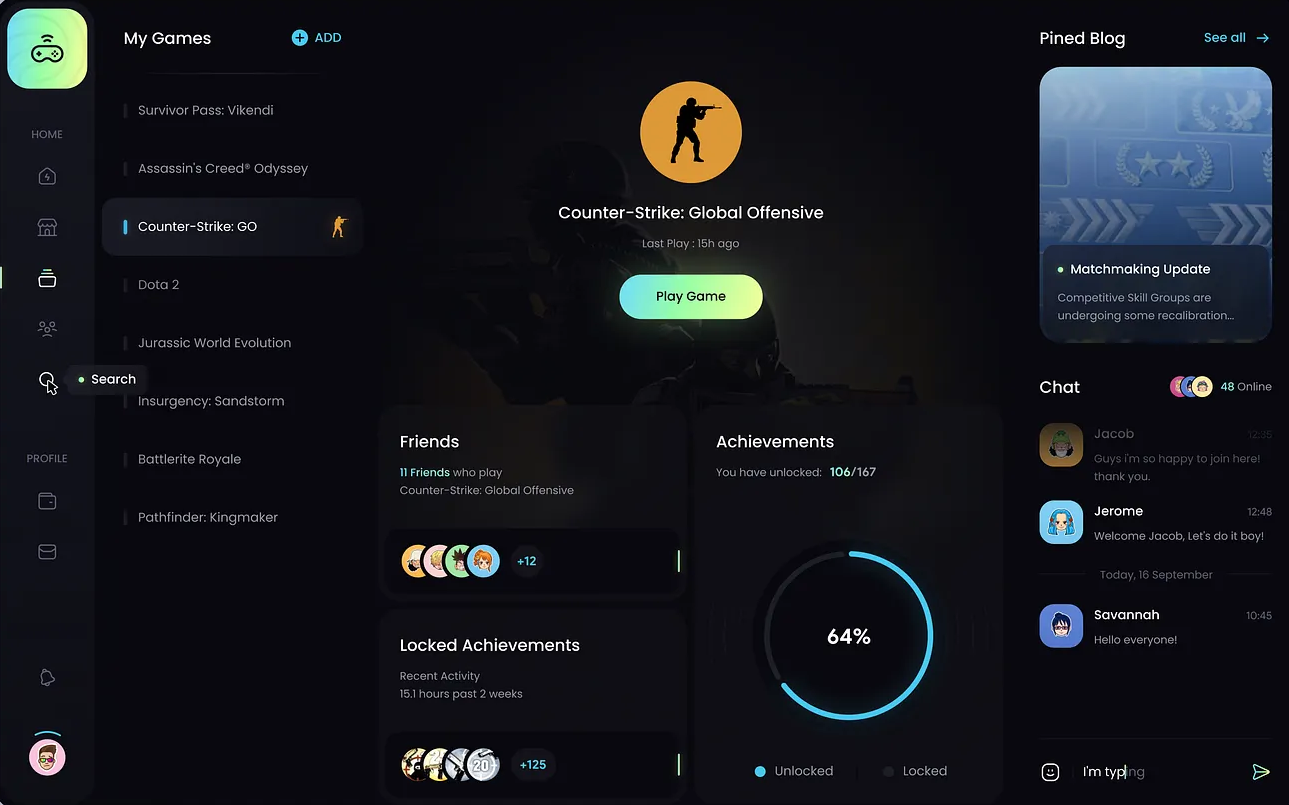 HOME
PROFILE
Search
My Games
ADD
Survivor Pass: Vikendi
Assassin's Creed® Odyssey
Counter-Strike: GO
Dota 2
Jurassic World Evolution
Insurgency: Sandstorm
Battlerite Royale
Pathfinder: Kingmaker
Counter-Strike: Global Offensive
Last Play : 15h ago
Play Game
Friends
11 Friends who play
Counter-Strike: Global Offensive
+12
Locked Achievements
Recent Activity
15.1 hours past 2 weeks
20
+125
Achievements
You have unlocked: 106/167
64%
Unlocked
Locked
Pined Blog
See all
Matchmaking Update
Competitive Skill Groups are
undergoing some recalibration...
Chat
48 Online
Jacob 12:35
Guys i'm so happy to join here!
thank you.
Jerome 12:48
Welcome Jacob, Let's do it boy!
Today, 16 September
Savannah 10:45
Hello everyone!
I'm typing